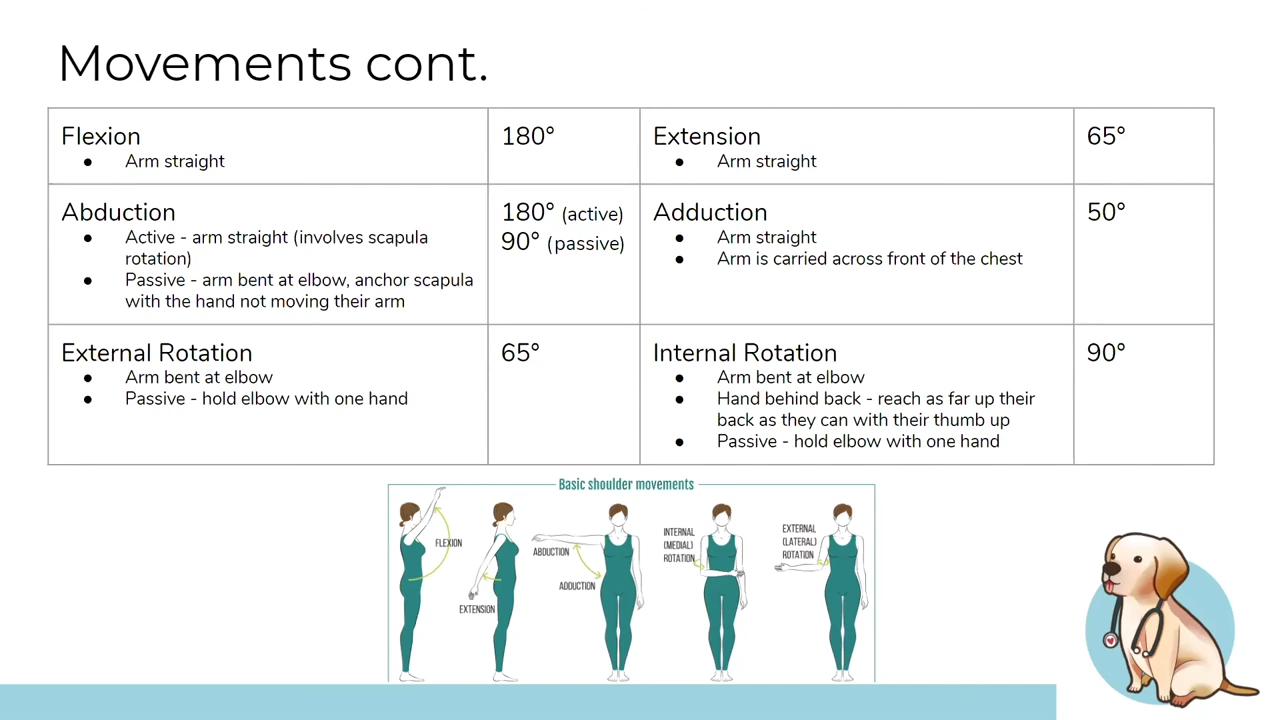 Movements cont.
Flexion
● Arm straight
180°
Extension
● Arm straight
65°
Abduction
● Active - arm straight (involves scapula
rotation)
● Passive - arm bent at elbow, anchor scapula
with the hand not moving their arm
180° (active)
90° (passive)
Adduction
● Arm straight
● Arm is carried across front of the chest
50°
External Rotation
● Arm bent at elbow
● Passive - hold elbow with one hand
65°
Internal Rotation
● Arm bent at elbow
● Hand behind back - reach as far up their
back as they can with their thumb up
● Passive - hold elbow with one hand
90°
Basic shoulder movements
FLEXION
EXTENSION
ABDUCTION
ADDUCTION
INTERNAL
(MEDIAL)
ROTATION
EXTERNAL
(LATERAL)
ROTATION